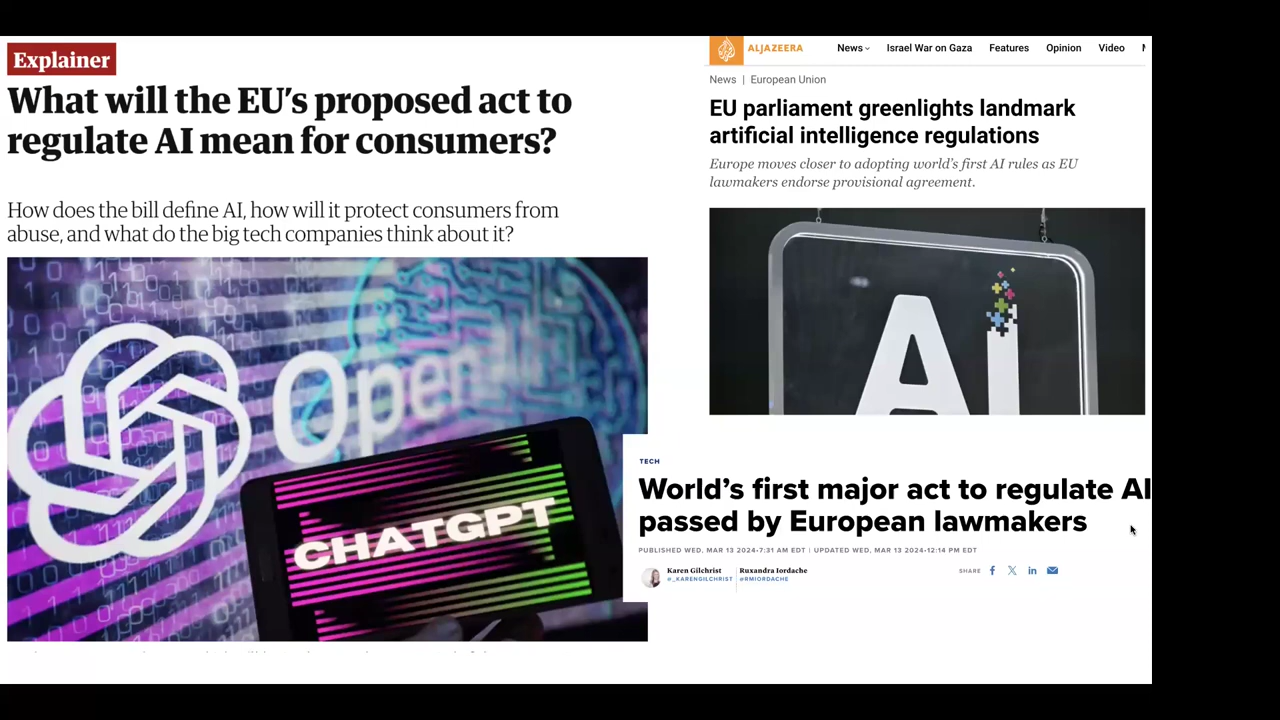 Explainer
What will the EU's proposed act to
regulate AI mean for consumers?
How does the bill define AI, how will it protect consumers from
abuse, and what do the big tech companies think about it?
Open
CHATGPT
ALJAZEERA
News
Israel War on Gaza
Features
Opinion
Video
News | European Union
EU parliament greenlights landmark
artificial intelligence regulations
Europe moves closer to adopting world's first AI rules as EU
lawmakers endorse provisional agreement.
AI
TECH
World's first major act to regulate AI
passed by European lawmakers
PUBLISHED WED, MAR 13 2024•7:31 AM EDT | UPDATED WED, MAR 13 2024•12:14 PM EDT
Karen Gilchrist
@_KARENGILCHRIST
Ruxandra Iordache
@RMIORDACHE
SHARE